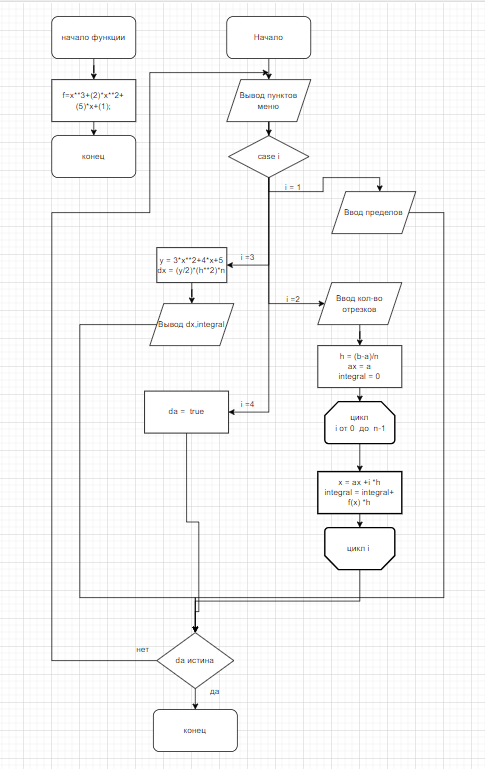 начало функции
f=x**3+(2)*x**2+
(5)*x+(1);
конец
Начало
Вывод пунктов
меню
case i
i = 1
Ввод пределов
i =3
y = 3*x**2+4*x+5
dx = (y/2)*(h**2)*n
Вывод dx,integral
i =2
Ввод кол-во
отрезков
h = (b-a)/n
ax = a
integral = 0
цикл
i от 0 до n-1
i =4
da = true
x = ax +i *h
integral = integral+
f(x) *h
цикл i
нет
da истина
да
конец